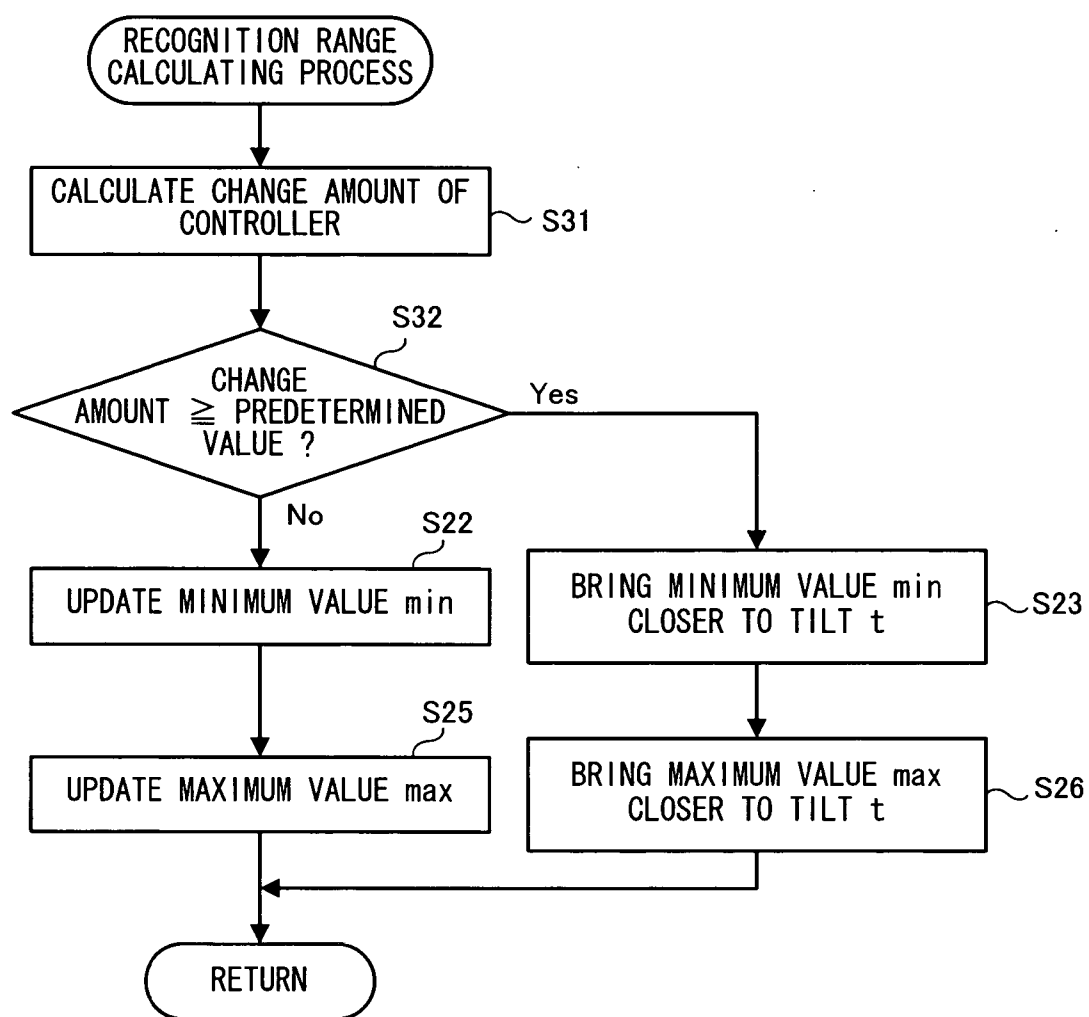 RECOGNITION RANGE
CALCULATING PROCESS
CALCULATE CHANGE AMOUNT OF
CONTROLLER
S31
S32
CHANGE
AMOUNT ≧ PREDETERMINED
VALUE ?
Yes
No
S22
UPDATE MINIMUM VALUE min
BRING MINIMUM VALUE min
CLOSER TO TILT t
S23
S25
UPDATE MAXIMUM VALUE max
BRING MAXIMUM VALUE max
CLOSER TO TILT t
S26
RETURN